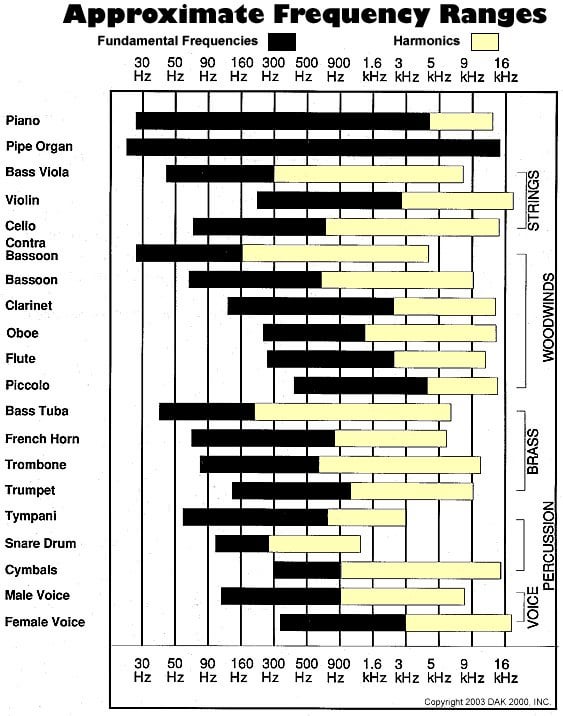 Approximate Frequency Ranges
Fundamental Frequencies
Harmonics
30 50 90 160 300 500 900 1.6 3 5 9 16
Hz Hz Hz Hz Hz Hz Hz kHz kHz kHz kHz kHz
Piano
Pipe Organ
Bass Viola
Violin
Cello
STRINGS
Contra
Bassoon
Bassoon
Clarinet
Oboe
Flute
Piccolo
WOODWINDS
Bass Tuba
French Horn
Trombone
Trumpet
BRASS
Tympani
Snare Drum
Cymbals
PERCUSSION
Male Voice
Female Voice
VOICE
30 50 90 160 300 500 900 1.6 3 5 9 16
Hz Hz Hz Hz Hz Hz Hz kHz kHz kHz kHz kHz
Copyright 2003 DAK 2000, INC.